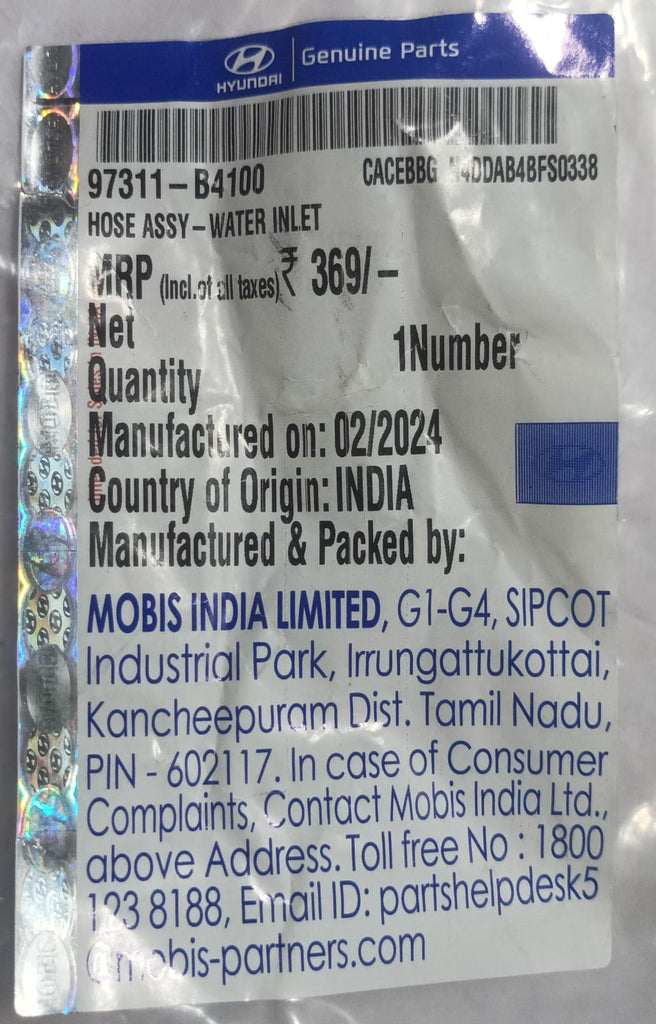 HYUNDAI
Genuine Parts
97311-B4100
CACEBBG 4DDAB4BFS0338
HOSE ASSY-WATER INLET
MRP (Incl.of all taxes) ₹ 369/-
Net
Quantity
1Number
Manufactured on: 02/2024
Country of Origin: INDIA
Manufactured & Packed by:
MOBIS INDIA LIMITED, G1-G4, SIPCOT
Industrial Park, Irrungattukottai,
Kancheepuram Dist. Tamil Nadu,
PIN - 602117. In case of Consumer
Complaints, Contact Mobis India Ltd.,
above Address. Toll free No : 1800
123 8188, Email ID: partshelpdesk5
@mobis-partners.com